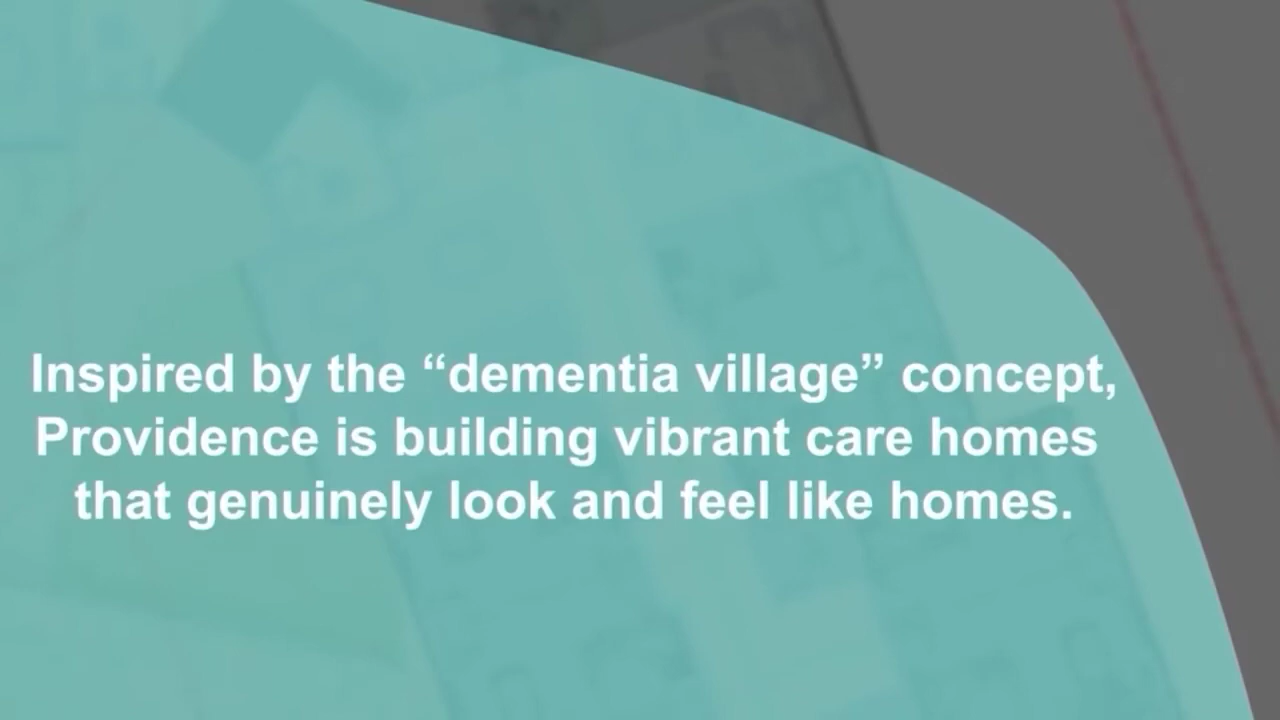 Inspired by the “dementia village” concept,
Providence is building vibrant care homes
that genuinely look and feel like homes.